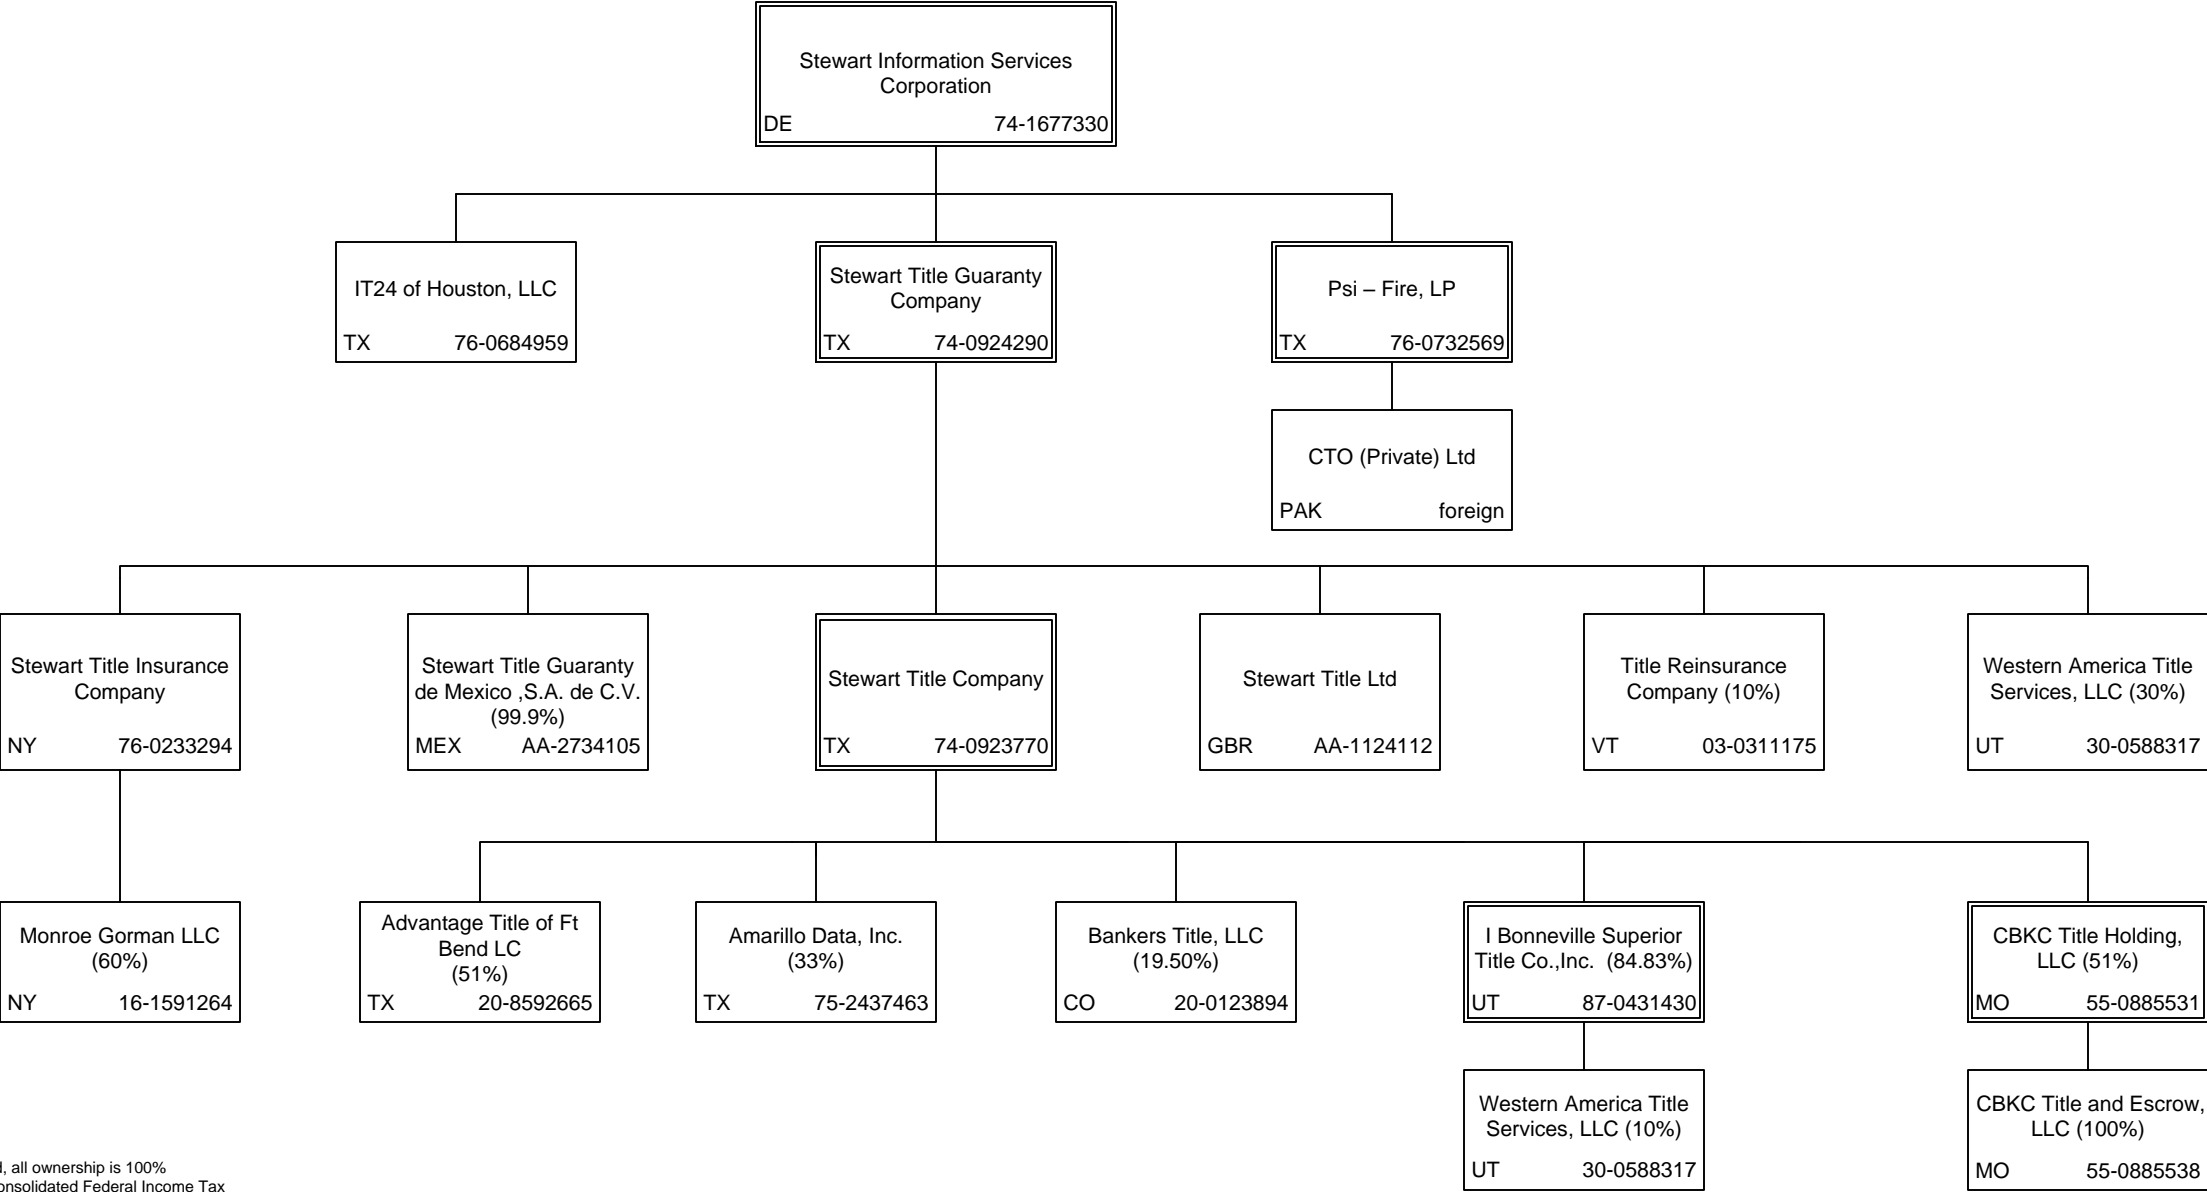 Stewart Information Services
Corporation
DE 74-1677330
IT24 of Houston, LLC
TX 76-0684959
Stewart Title Guaranty
Company
TX 74-0924290
Psi – Fire, LP
TX 76-0732569
CTO (Private) Ltd
PAK foreign
Stewart Title Insurance
Company
NY 76-0233294
Stewart Title Guaranty
de Mexico ,S.A. de C.V.
(99.9%)
MEX AA-2734105
Stewart Title Company
TX 74-0923770
Stewart Title Ltd
GBR AA-1124112
Title Reinsurance
Company (10%)
VT 03-0311175
Western America Title
Services, LLC (30%)
UT 30-0588317
Monroe Gorman LLC
(60%)
NY 16-1591264
Advantage Title of Ft
Bend LC
(51%)
TX 20-8592665
Amarillo Data, Inc.
(33%)
TX 75-2437463
Bankers Title, LLC
(19.50%)
CO 20-0123894
I Bonneville Superior
Title Co.,Inc. (84.83%)
UT 87-0431430
CBKC Title Holding,
LLC (51%)
MO 55-0885531
Western America Title
Services, LLC (10%)
UT 30-0588317
CBKC Title and Escrow,
LLC (100%)
MO 55-0885538
, all ownership is 100%
onsolidated Federal Income Tax